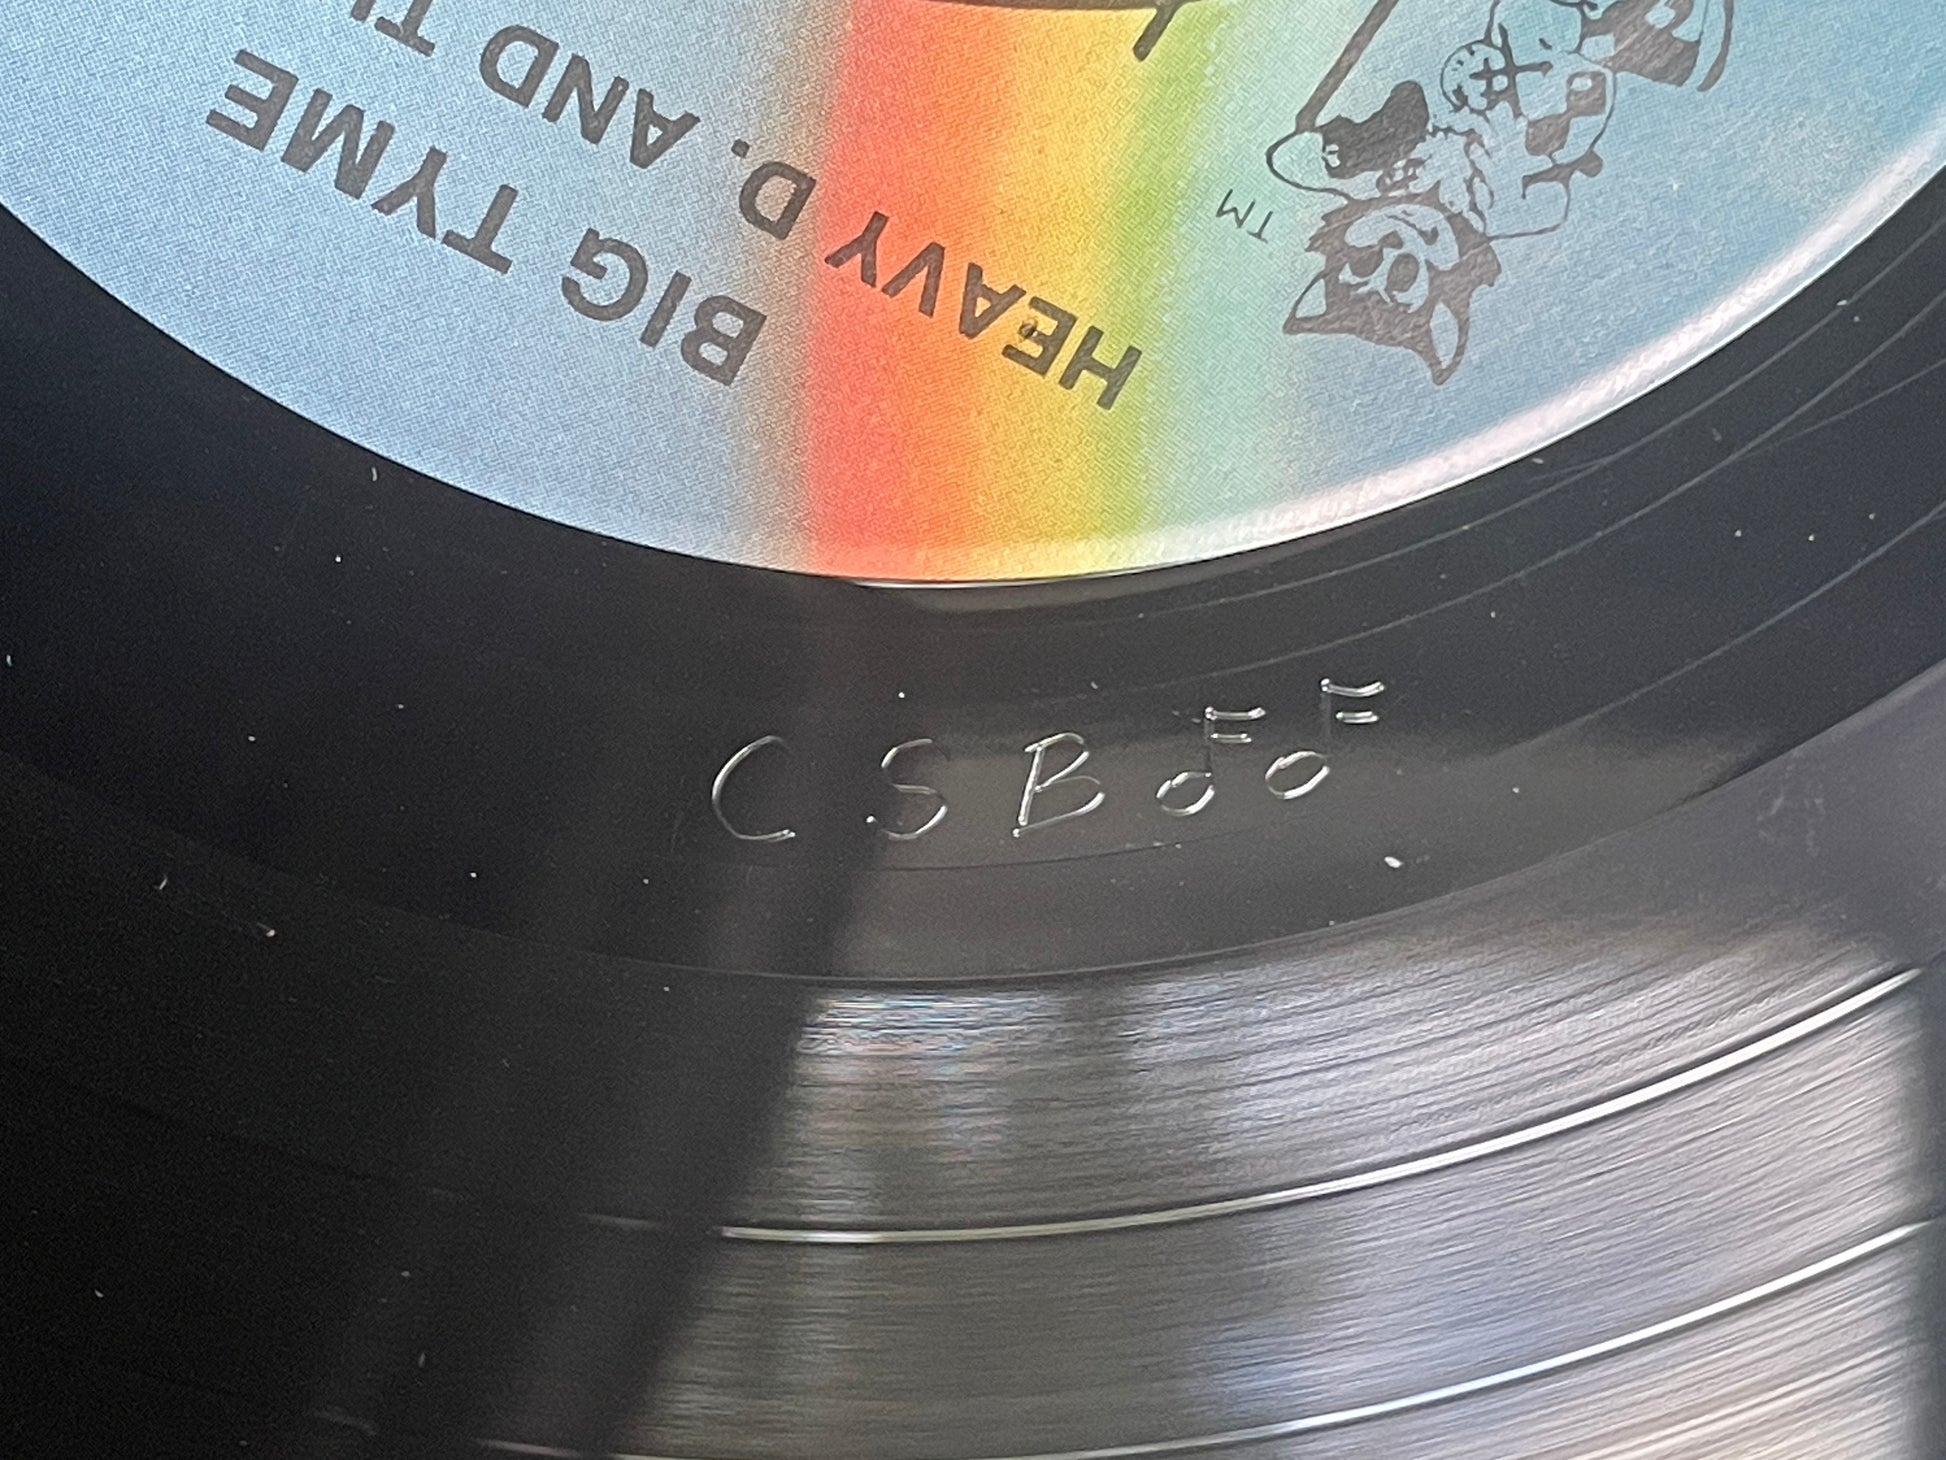 BIG TYME
HEAVY D. AND
TM
CSB